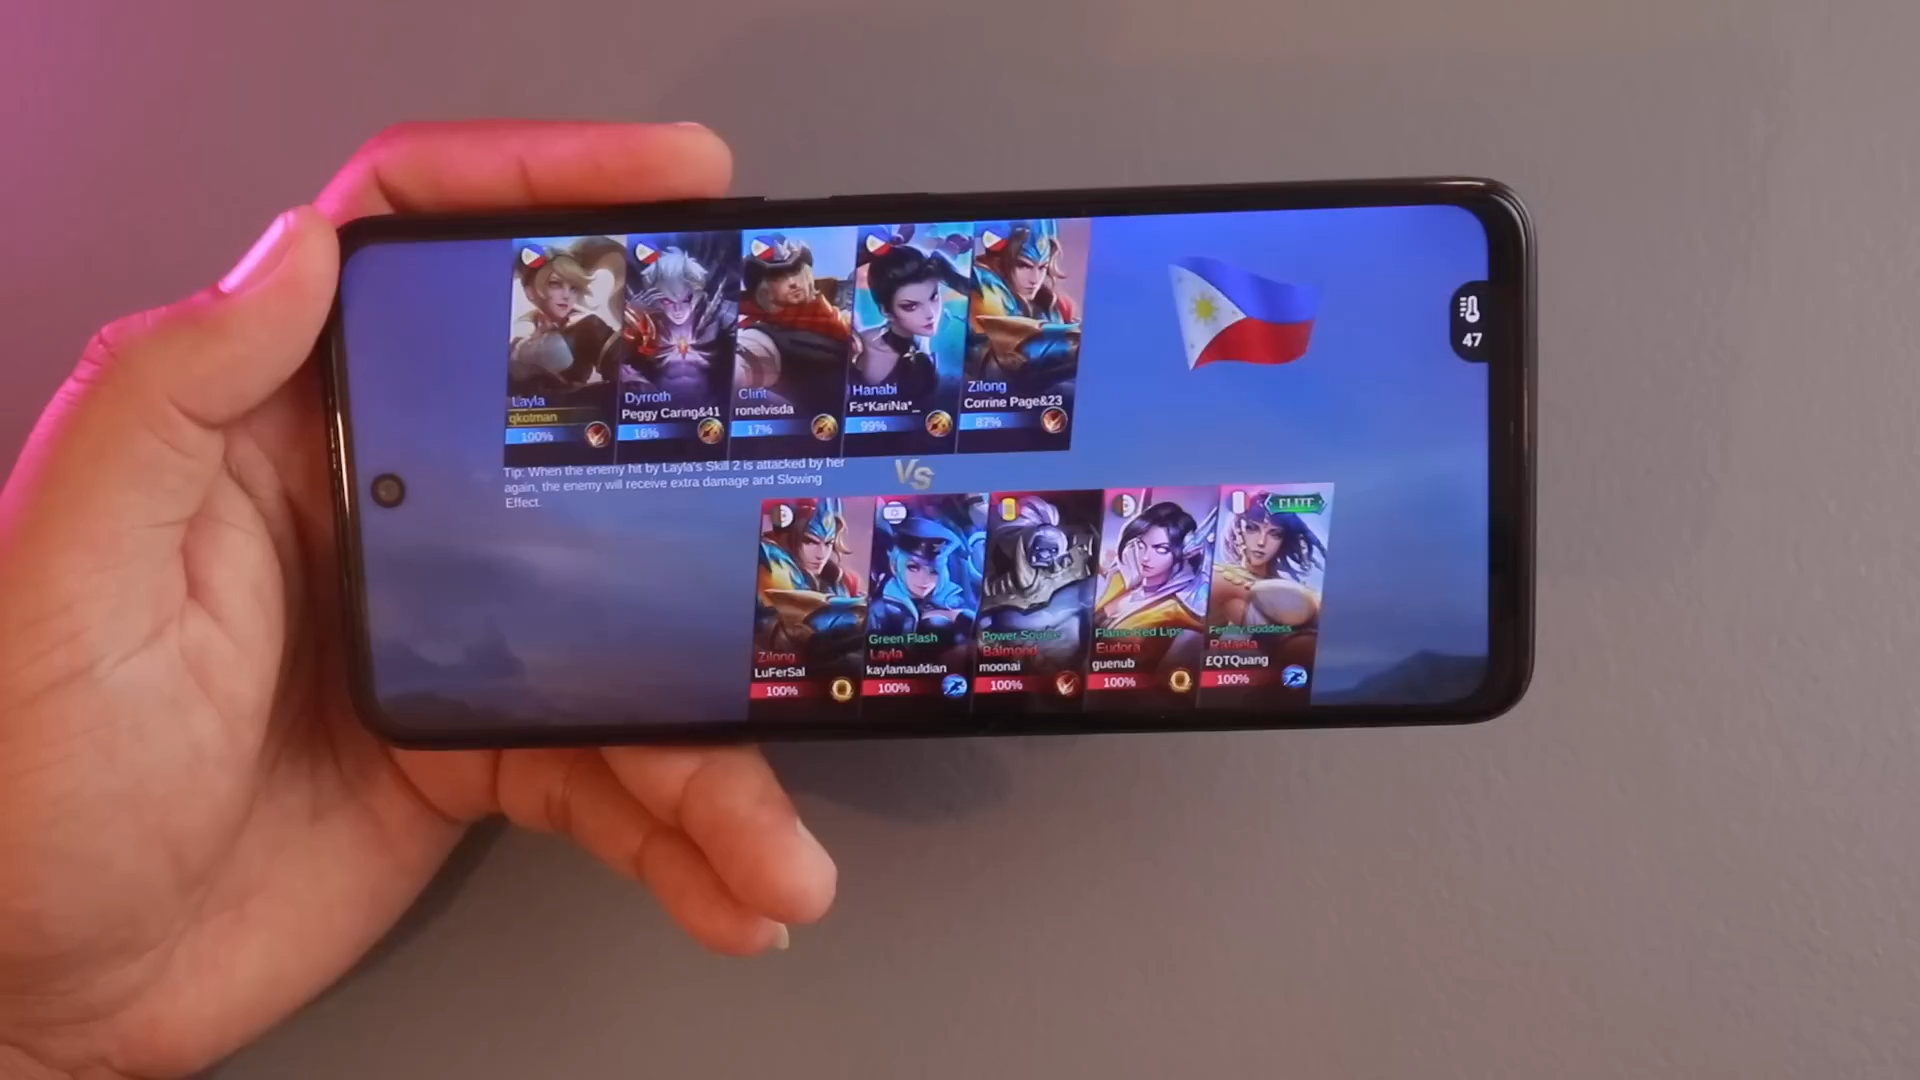 Layla
qkotman
100%
Dyrroth
Peggy Caring&41
16%
Clint
ronelvisda
17%
Hanabi
Fs*KariNa*_
99%
Zilong
Corrine Page&23
87%
47
Tip: When the enemy hit by Layla's Skill 2 is attacked by her
again, the enemy will receive extra damage and Slowing
Effect.
VS
Zilong
LuFerSal
100%
Green Flash
Layla
kaylamauldian
100%
Power Source
Balmond
moonai
100%
Flame Red Lips
Eudora
guenub
100%
ELITE
Fertility Goddess
Rafaela
£QTQuang
100%